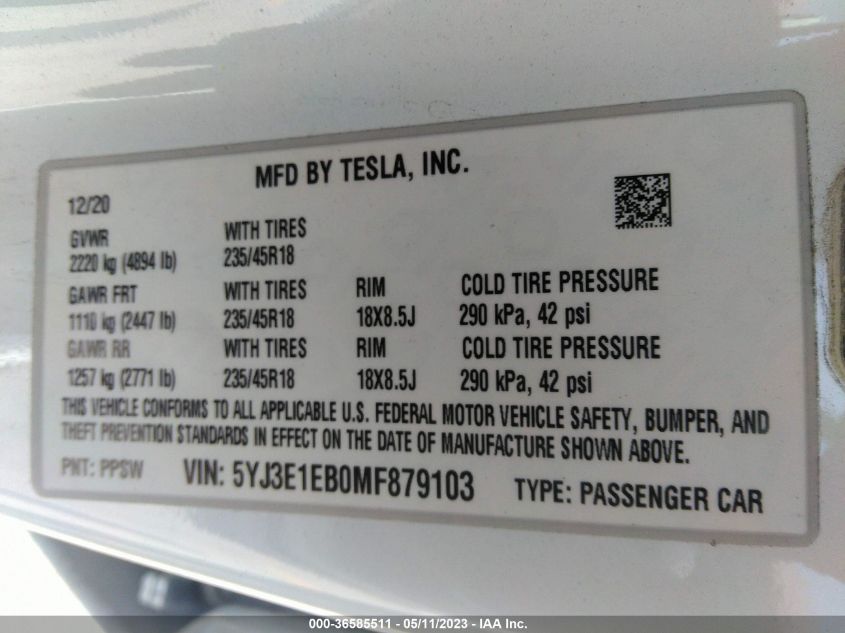 MFD BY TESLA, INC.
12/20
GVWR WITH TIRES
2220 kg (4894 lb) 235/45R18
GAWR FRT WITH TIRES RIM COLD TIRE PRESSURE
1110 kg (2447 lb) 235/45R18 18X8.5J 290 kPa, 42 psi
GAWR RR WITH TIRES RIM COLD TIRE PRESSURE
1257 kg (2771 lb) 235/45R18 18X8.5J 290 kPa, 42 psi
THIS VEHICLE CONFORMS TO ALL APPLICABLE U.S. FEDERAL MOTOR VEHICLE SAFETY, BUMPER, AND
THEFT PREVENTION STANDARDS IN EFFECT ON THE DATE OF MANUFACTURE SHOWN ABOVE.
PNT: PPSW VIN: 5YJ3E1EB0MF879103 TYPE: PASSENGER CAR
000-36585511 - 05/11/2023 - IAA Inc.